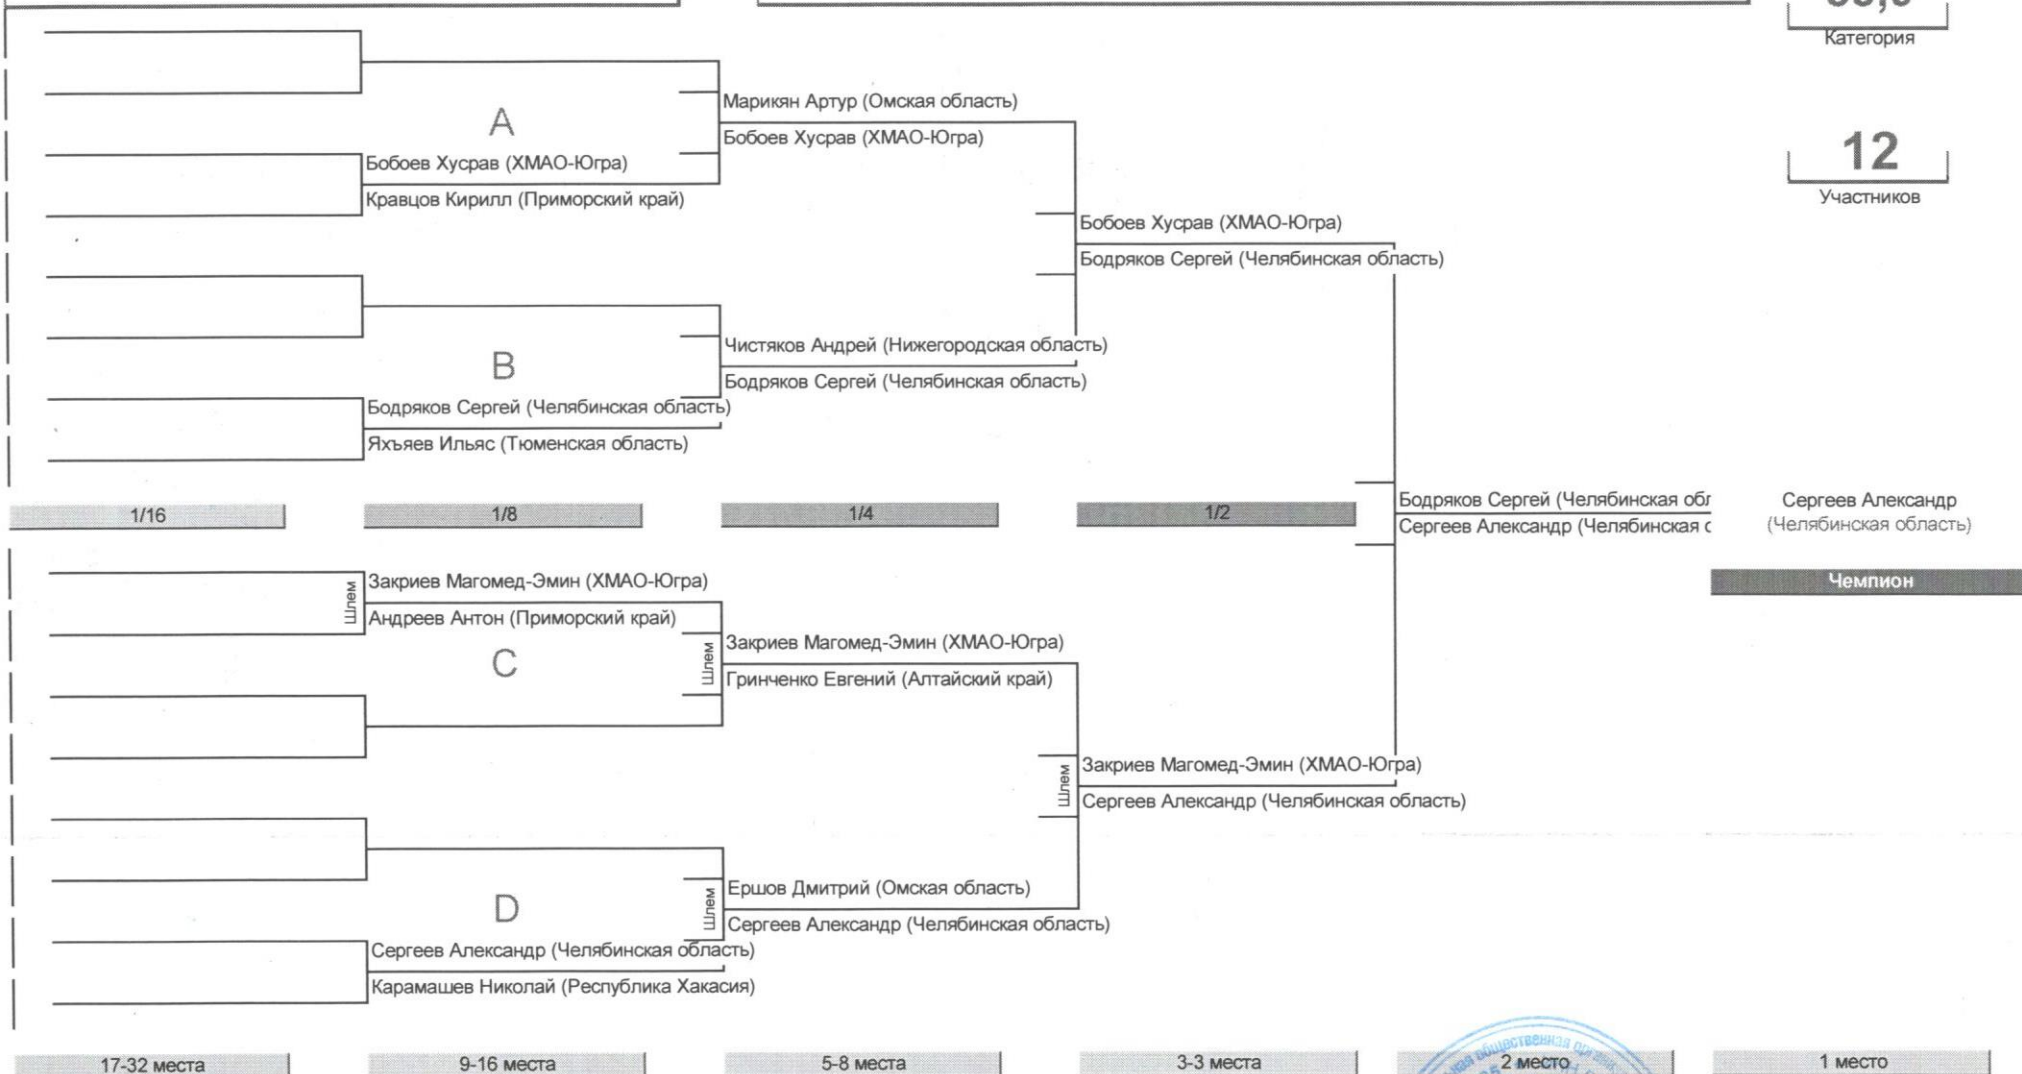 Категория
12
Участников
Марикян Артур (Омская область)
A
Бобоев Хусрав (ХМАО-Югра)
Бобоев Хусрав (ХМАО-Югра)
Кравцов Кирилл (Приморский край)
Бобоев Хусрав (ХМАО-Югра)
Бодряков Сергей (Челябинская область)
Чистяков Андрей (Нижегородская область)
B
Бодряков Сергей (Челябинская область)
Бодряков Сергей (Челябинская область)
Яхъяев Ильяс (Тюменская область)
1/16
1/8
1/4
1/2
Бодряков Сергей (Челябинская обл
Сергеев Александр (Челябинская с
Сергеев Александр
(Челябинская область)
Чемпион
Шлем
Закриев Магомед-Эмин (ХМАО-Югра)
Андреев Антон (Приморский край)
C
Шлем
Закриев Магомед-Эмин (ХМАО-Югра)
Гринченко Евгений (Алтайский край)
Шлем
Закриев Магомед-Эмин (ХМАО-Югра)
Сергеев Александр (Челябинская область)
D
Шлем
Ершов Дмитрий (Омская область)
Сергеев Александр (Челябинская область)
Сергеев Александр (Челябинская область)
Карамашев Николай (Республика Хакасия)
общественная
17-32 места
9-16 места
5-8 места
3-3 места
2 место
1 место